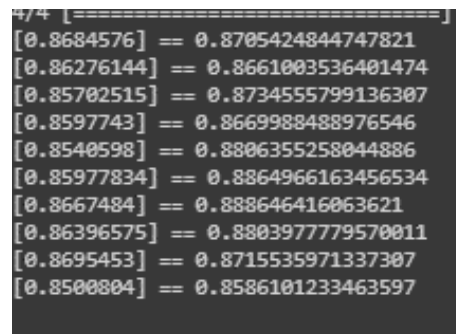 4/4 [==============================]
[0.8684576] == 0.8705424844747821
[0.86276144] == 0.8661003536401474
[0.85702515] == 0.8734555799136307
[0.8597743] == 0.8669988488976546
[0.8540598] == 0.8806355258044886
[0.85977834] == 0.8864966163456534
[0.8667484] == 0.888646416063621
[0.86396575] == 0.8803977779570011
[0.8695453] == 0.8715535971337307
[0.8500804] == 0.8586101233463597